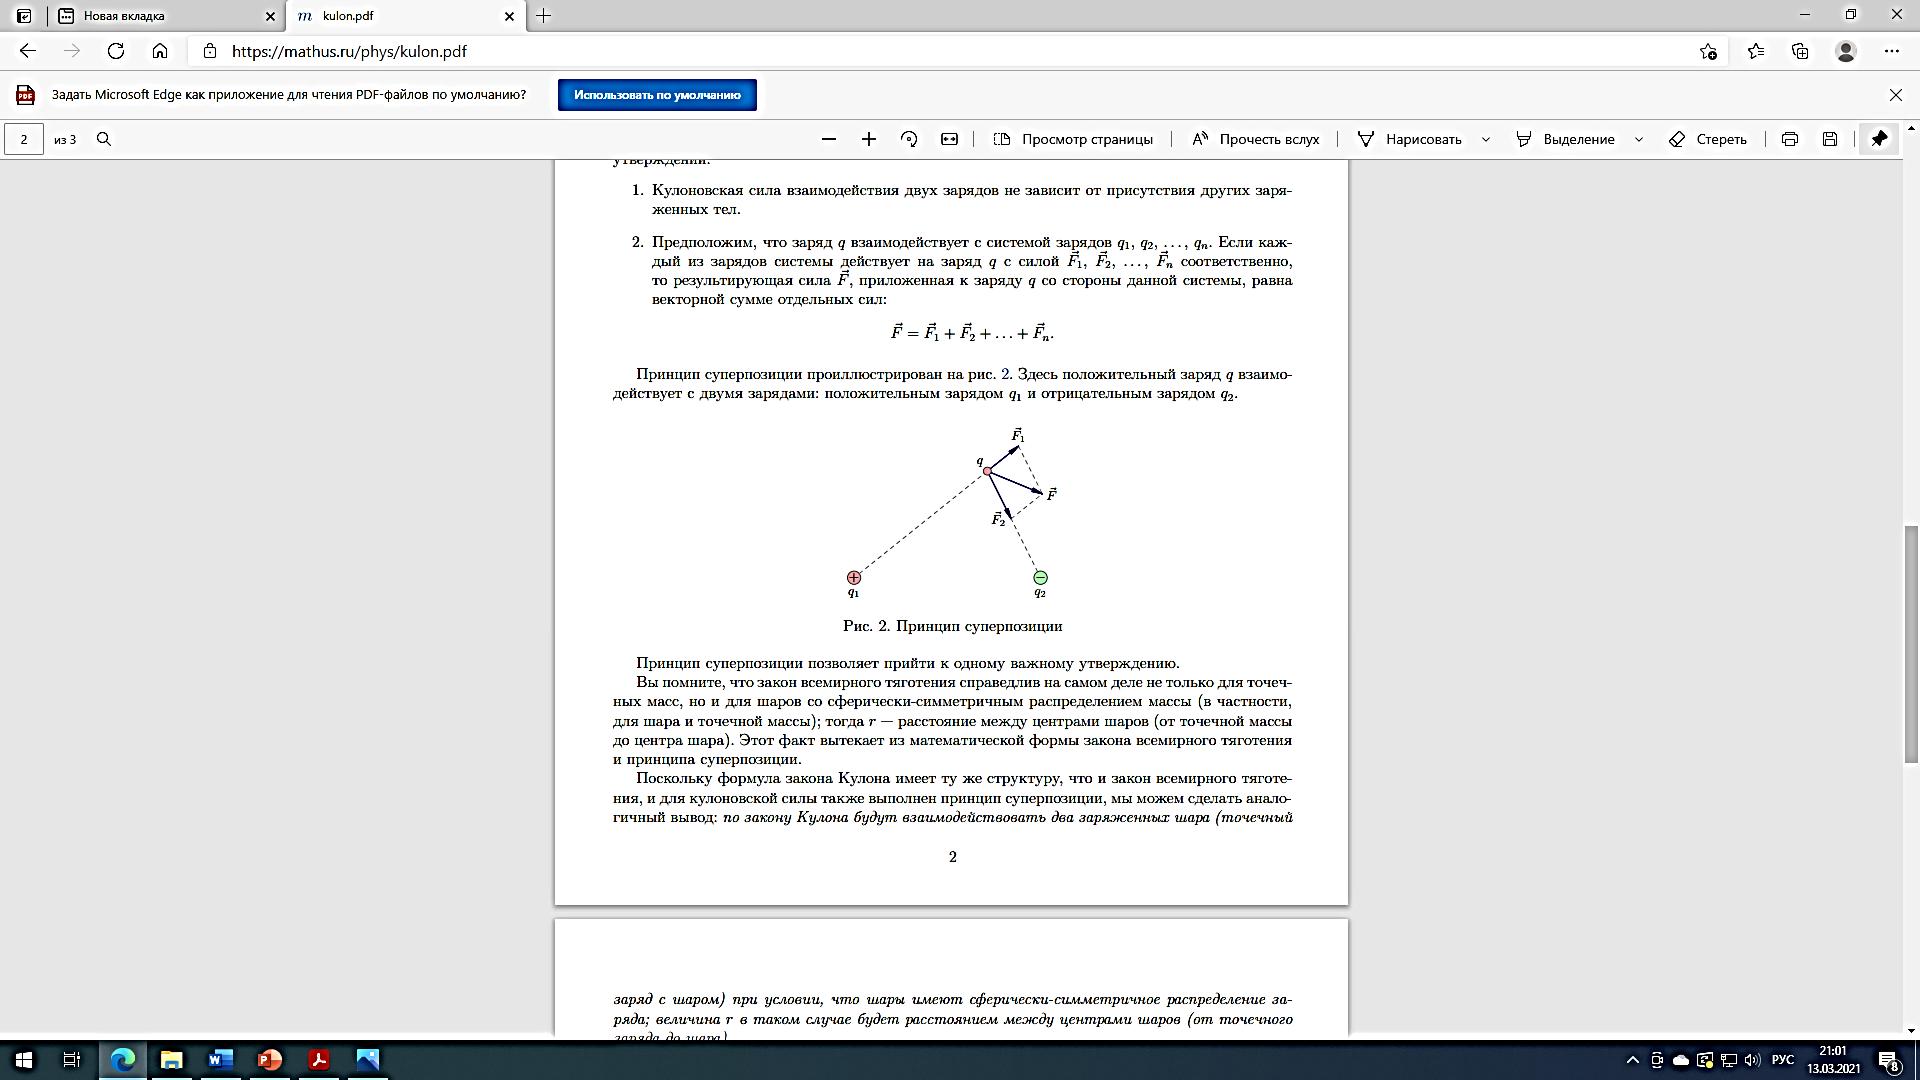 Новая вкладка
kulon.pdf
https://mathus.ru/phys/kulon.pdf
Задать Microsoft Edge как приложение для чтения PDF-файлов по умолчанию?
Использовать по умолчанию
2 из 3
Просмотр страницы
Прочесть вслух
Нарисовать
Выделение
Стереть
утверждений.
1. Кулоновская сила взаимодействия двух зарядов не зависит от присутствия других заря-
женных тел.
2. Предположим, что заряд q взаимодействует с системой зарядов q₁, q₂, . . . , qₙ. Если каж-
дый из зарядов системы действует на заряд q с силой F⃗₁, F⃗₂, . . . , F⃗ₙ соответственно,
то результирующая сила F⃗, приложенная к заряду q со стороны данной системы, равна
векторной сумме отдельных сил:
F⃗ = F⃗₁ + F⃗₂ + . . . + F⃗ₙ.
Принцип суперпозиции проиллюстрирован на рис. 2. Здесь положительный заряд q взаимо-
действует с двумя зарядами: положительным зарядом q₁ и отрицательным зарядом q₂.
F⃗₁
q
F⃗
F⃗₂
+
−
q₁
q₂
Рис. 2. Принцип суперпозиции
Принцип суперпозиции позволяет прийти к одному важному утверждению.
Вы помните, что закон всемирного тяготения справедлив на самом деле не только для точеч-
ных масс, но и для шаров со сферически-симметричным распределением массы (в частности,
для шара и точечной массы); тогда r — расстояние между центрами шаров (от точечной массы
до центра шара). Этот факт вытекает из математической формы закона всемирного тяготения
и принципа суперпозиции.
Поскольку формула закона Кулона имеет ту же структуру, что и закон всемирного тяготе-
ния, и для кулоновской силы также выполнен принцип суперпозиции, мы можем сделать анало-
гичный вывод: по закону Кулона будут взаимодействовать два заряженных шара (точечный
2
заряд с шаром) при условии, что шары имеют сферически-симметричное распределение за-
ряда; величина r в таком случае будет расстоянием между центрами шаров (от точечного
заряда до шара).
РУС
21:01
13.03.2021
8